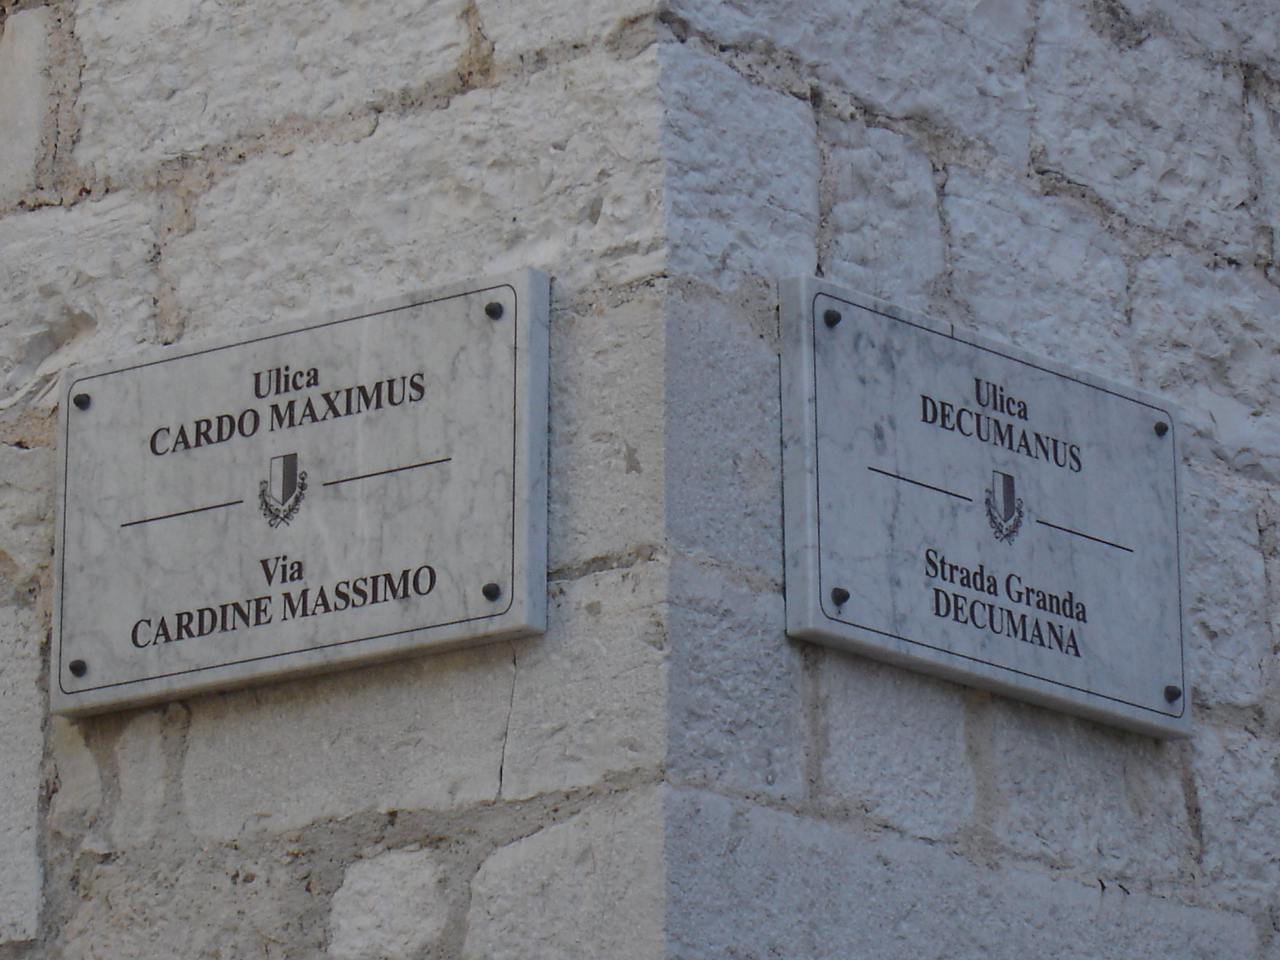 Ulica
CARDO MAXIMUS
Via
CARDINE MASSIMO
Ulica
DECUMANUS
Strada Granda
DECUMANA